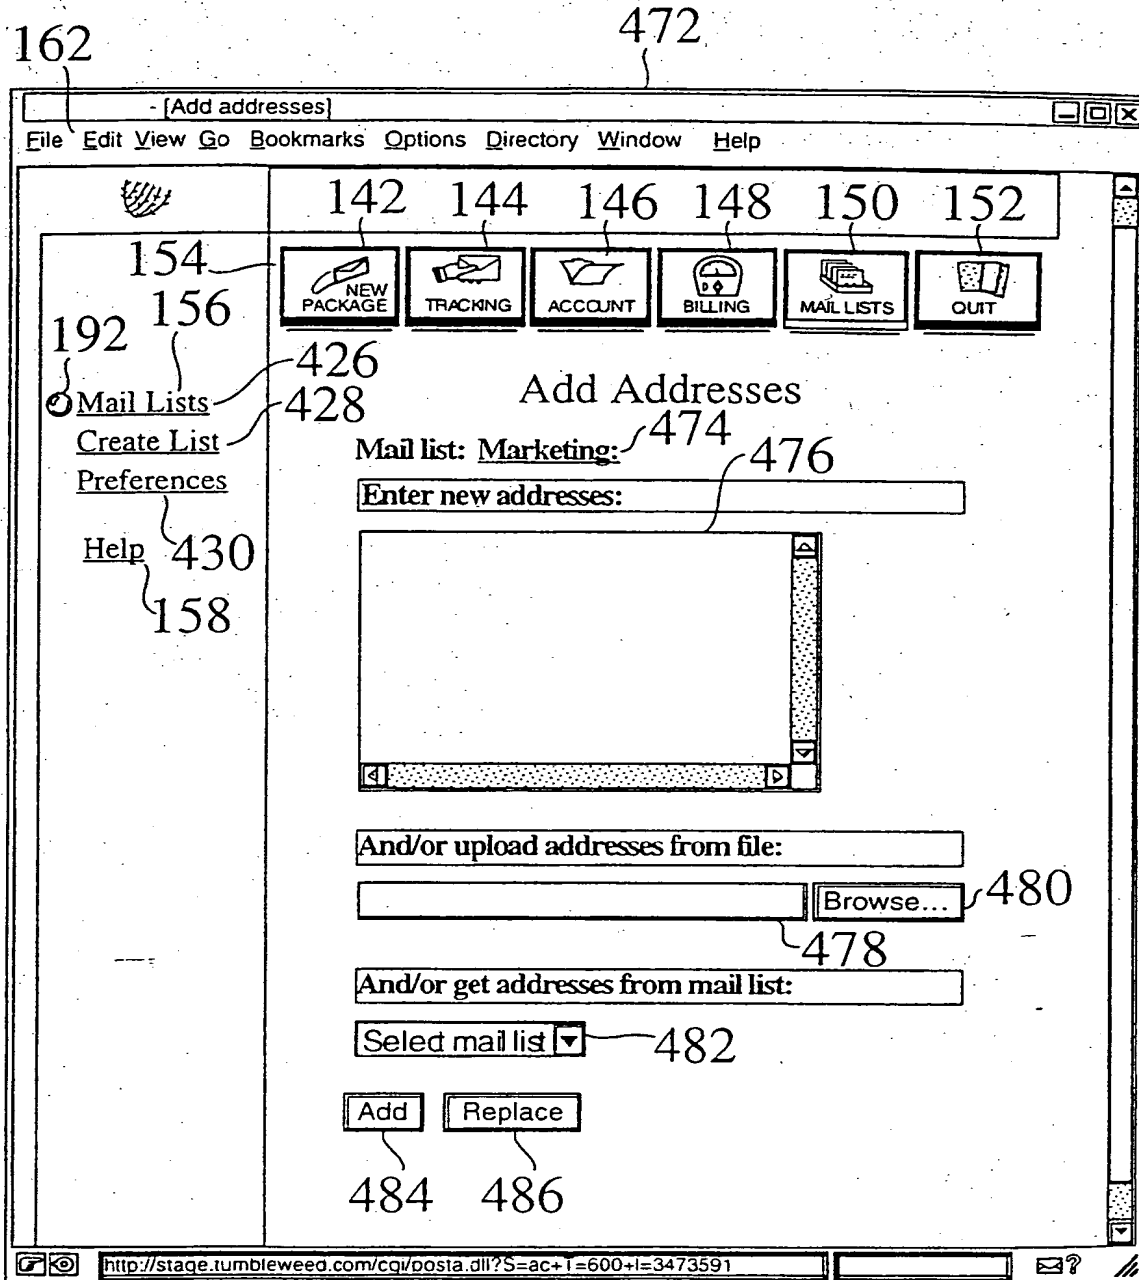 472
162
- [Add addresses]
File Edit View Go Bookmarks Options Directory Window Help
142 144 146 148 150 152
154
NEW PACKAGE
TRACKING
ACCOUNT
BILLING
MAIL LISTS
QUIT
156
192
426
Mail Lists
428
Create List
Preferences
430
Help
158
Add Addresses
Mail list: Marketing:
474
476
Enter new addresses:
And/or upload addresses from file:
Browse...
480
478
And/or get addresses from mail list:
Select mail list
482
Add Replace
484 486
http://stage.tumbleweed.com/cgi/posta.dll?S=ac+T=600+l=3473591